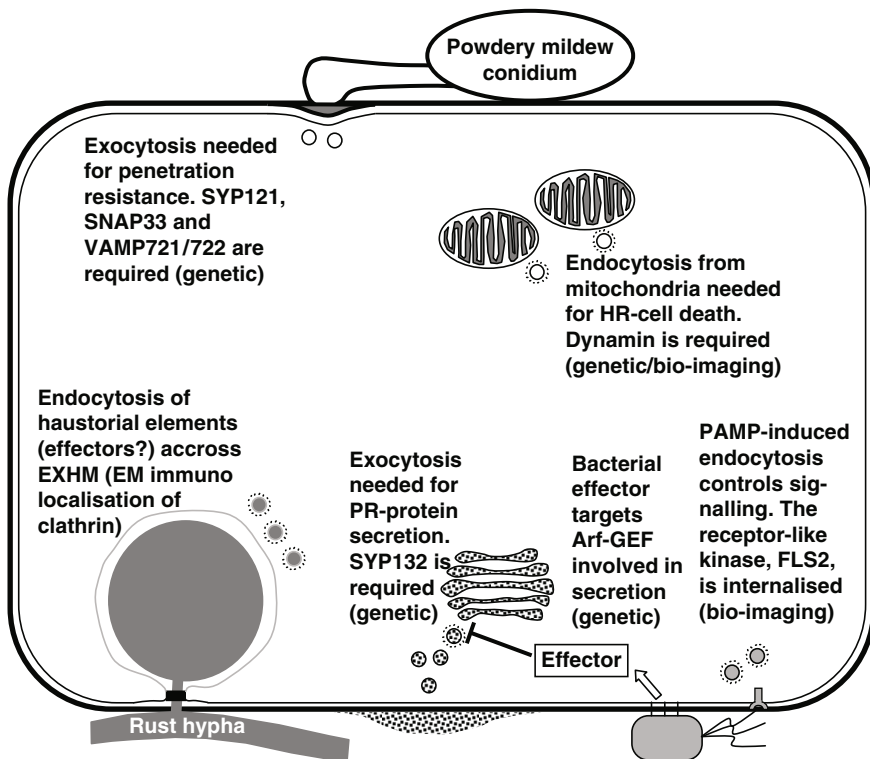 Powdery mildew
conidium
Exocytosis needed
for penetration
resistance. SYP121,
SNAP33 and
VAMP721/722 are
required (genetic)
Endocytosis from
mitochondria needed
for HR-cell death.
Dynamin is required
(genetic/bio-imaging)
Endocytosis of
haustorial elements
(effectors?) accross
EXHM (EM immuno
localisation of
clathrin)
Exocytosis
needed for
PR-protein
secretion.
SYP132 is
required
(genetic)
Bacterial
effector
targets
Arf-GEF
involved in
secretion
(genetic)
PAMP-induced
endocytosis
controls sig-
nalling. The
receptor-like
kinase, FLS2,
is internalised
(bio-imaging)
Effector
Rust hypha